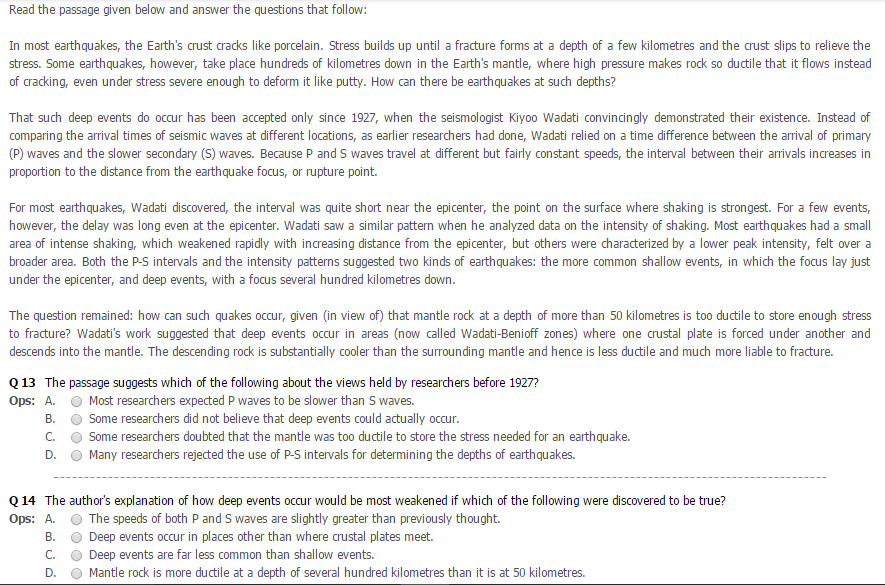 Read the passage given below and answer the questions that follow:
In most earthquakes, the Earth's crust cracks like porcelain. Stress builds up until a fracture forms at a depth of a few kilometres and the crust slips to relieve the
stress. Some earthquakes, however, take place hundreds of kilometres down in the Earth's mantle, where high pressure makes rock so ductile that it flows instead
of cracking, even under stress severe enough to deform it like putty. How can there be earthquakes at such depths?
That such deep events do occur has been accepted only since 1927, when the seismologist Kiyoo Wadati convincingly demonstrated their existence. Instead of
comparing the arrival times of seismic waves at different locations, as earlier researchers had done, Wadati relied on a time difference between the arrival of primary
(P) waves and the slower secondary (S) waves. Because P and S waves travel at different but fairly constant speeds, the interval between their arrivals increases in
proportion to the distance from the earthquake focus, or rupture point.
For most earthquakes, Wadati discovered, the interval was quite short near the epicenter, the point on the surface where shaking is strongest. For a few events,
however, the delay was long even at the epicenter. Wadati saw a similar pattern when he analyzed data on the intensity of shaking. Most earthquakes had a small
area of intense shaking, which weakened rapidly with increasing distance from the epicenter, but others were characterized by a lower peak intensity, felt over a
broader area. Both the P-S intervals and the intensity patterns suggested two kinds of earthquakes: the more common shallow events, in which the focus lay just
under the epicenter, and deep events, with a focus several hundred kilometres down.
The question remained: how can such quakes occur, given (in view of) that mantle rock at a depth of more than 50 kilometres is too ductile to store enough stress
to fracture? Wadati's work suggested that deep events occur in areas (now called Wadati-Benioff zones) where one crustal plate is forced under another and
descends into the mantle. The descending rock is substantially cooler than the surrounding mantle and hence is less ductile and much more liable to fracture.
Q 13 The passage suggests which of the following about the views held by researchers before 1927?
Ops: A. Most researchers expected P waves to be slower than S waves.
B. Some researchers did not believe that deep events could actually occur.
C. Some researchers doubted that the mantle was too ductile to store the stress needed for an earthquake.
D. Many researchers rejected the use of P-S intervals for determining the depths of earthquakes.
Q 14 The author's explanation of how deep events occur would be most weakened if which of the following were discovered to be true?
Ops: A. The speeds of both P and S waves are slightly greater than previously thought.
B. Deep events occur in places other than where crustal plates meet.
C. Deep events are far less common than shallow events.
D. Mantle rock is more ductile at a depth of several hundred kilometres than it is at 50 kilometres.